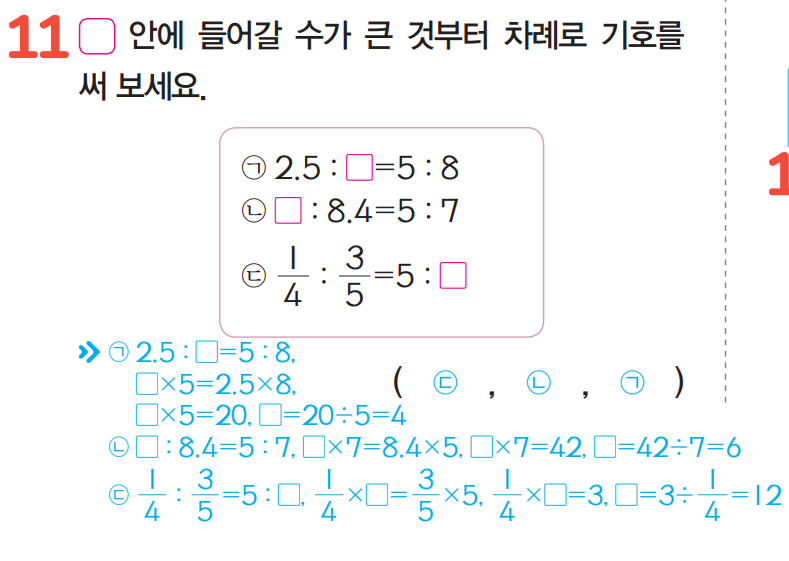 11 □ 안에 들어갈 수가 큰 것부터 차례로 기호를
써 보세요.
㉠ 2.5 : □=5 : 8
㉡ □ : 8.4=5 : 7
㉢ 1/4 : 3/5=5 : □
» ㉠ 2.5 : □=5 : 8,
□×5=2.5×8,
□×5=20, □=20÷5=4
( ㉢ , ㉡ , ㉠ )
㉡ □ : 8.4=5 : 7, □×7=8.4×5, □×7=42, □=42÷7=6
㉢ 1/4 : 3/5=5 : □, 1/4×□=3/5×5, 1/4×□=3, □=3÷1/4=12
1